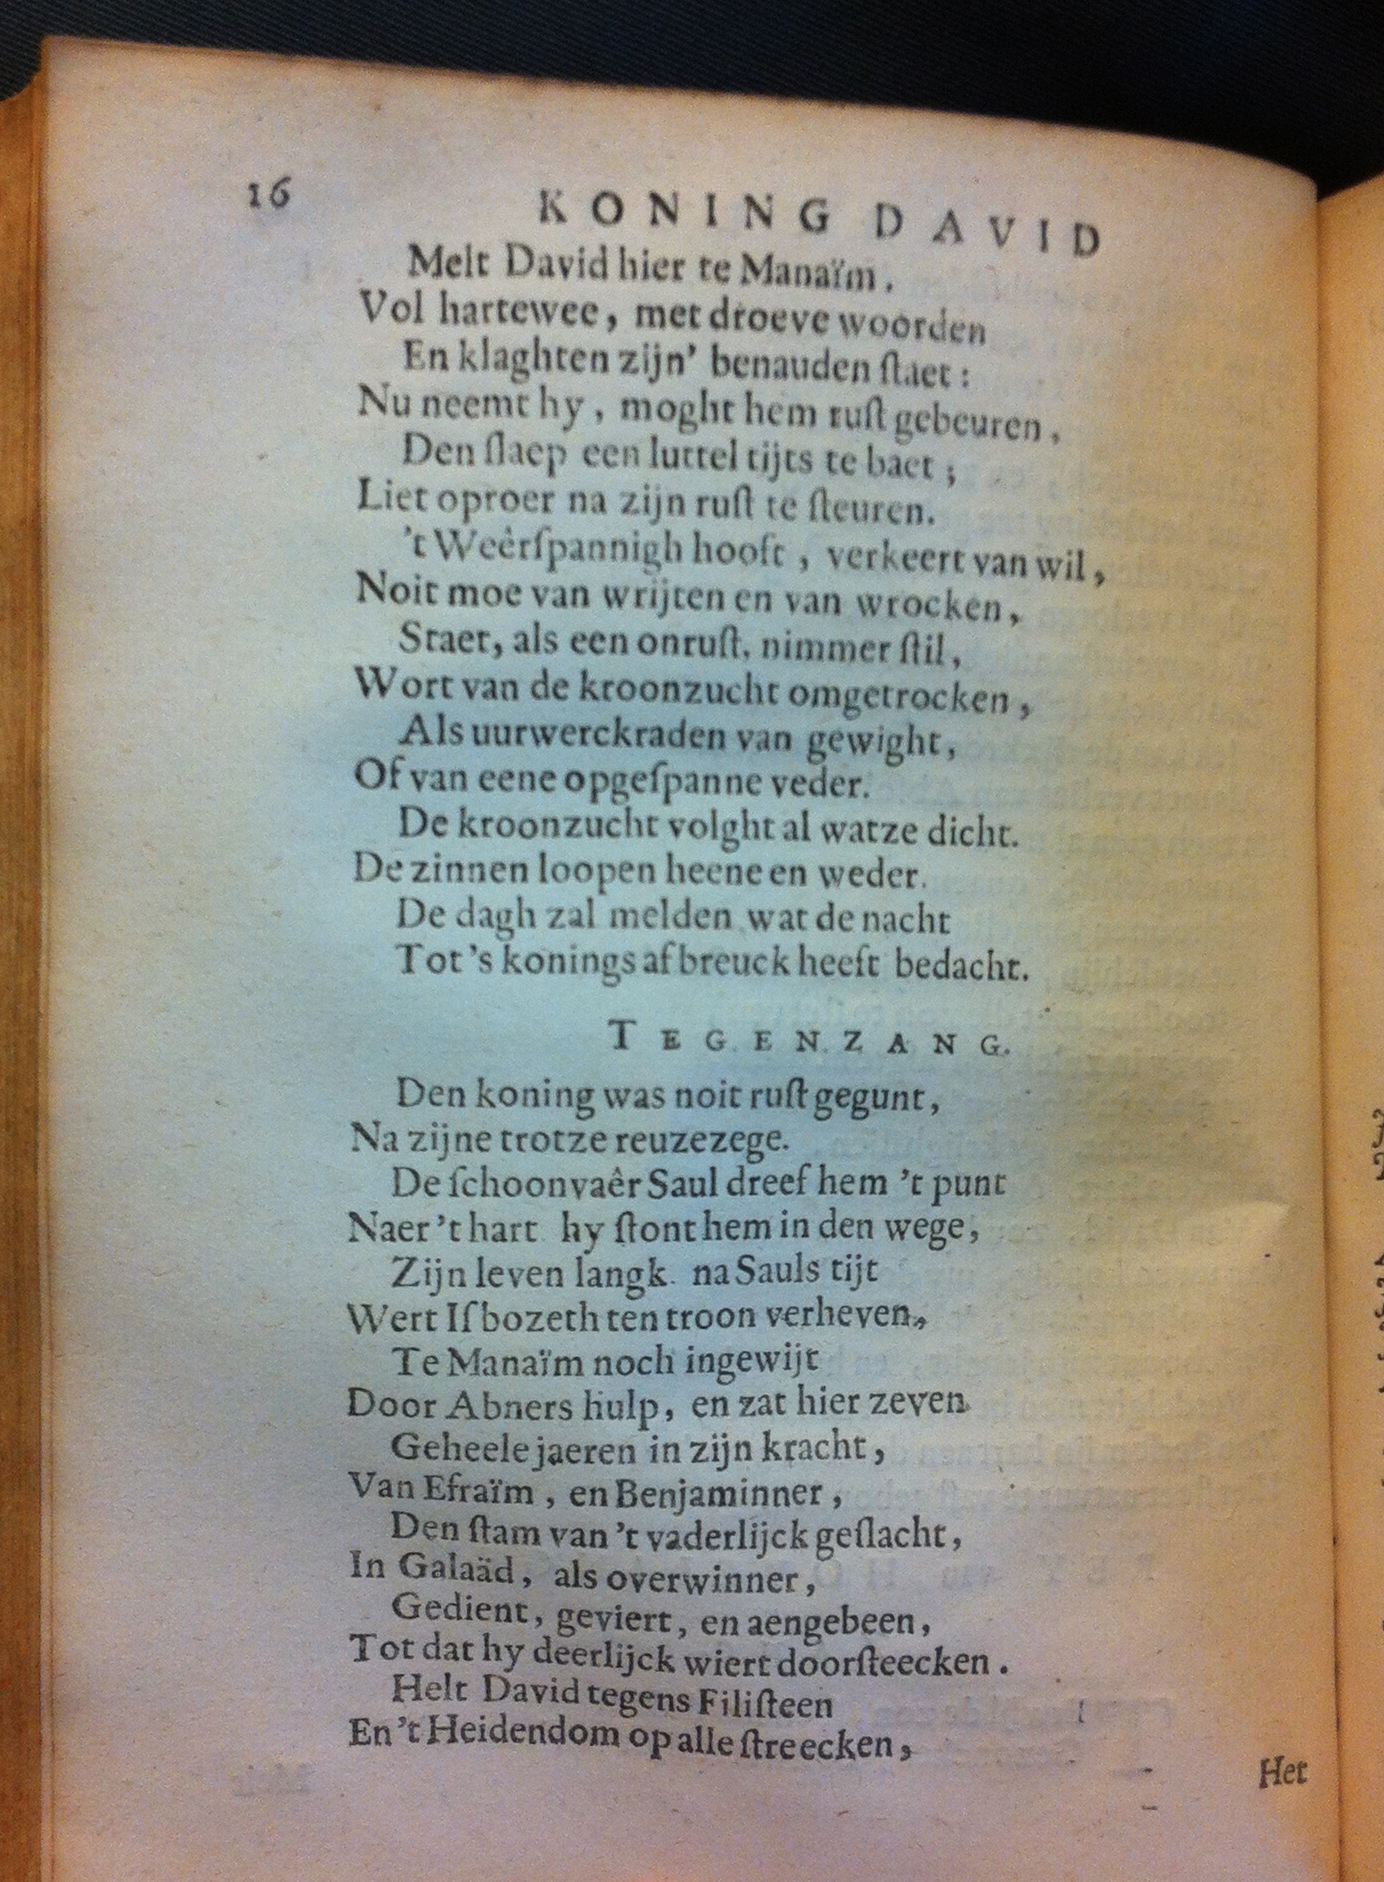 16
KONING DAVID
Melt David hier te Manaïm.
Vol hartewee, met droeve woorden
En klaghten zijn' benauden ſtaet:
Nu neemt hy, moght hem ruſt gebeuren,
Den ſlaep een luttel tijts te baet;
Liet oproer na zijn ruſt te ſteuren.
't Weêrſpannigh hooft, verkeert van wil,
Noit moe van wrijten en van wrocken,
Staet, als een onruſt, nimmer ſtil,
Wort van de kroonzucht omgetrocken,
Als uurwerckraden van gewight,
Of van eene opgeſpanne veder.
De kroonzucht volght al wat ze dicht.
De zinnen loopen heene en weder.
De dagh zal melden wat de nacht
Tot 's konings afbreuck heeft bedacht.
TEGENZANG.
Den koning was noit ruſt gegunt,
Na zijne trotze reuzezege.
De ſchoonvaêr Saul dreef hem 't punt
Naer 't hart hy ſtont hem in den wege,
Zijn leven langk. na Sauls tijt
Wert Iſbozeth ten troon verheven,
Te Manaïm noch ingewijt
Door Abners hulp, en zat hier zeven
Geheele jaeren in zijn kracht,
Van Efraïm, en Benjaminner,
Den ſtam van 't vaderlijck geſlacht,
In Galaäd, als overwinner,
Gedient, geviert, en aengebeen,
Tot dat hy deerlijck wiert doorſteecken.
Helt David tegens Filiſteen
En 't Heidendom op alle ſtreecken,
Het